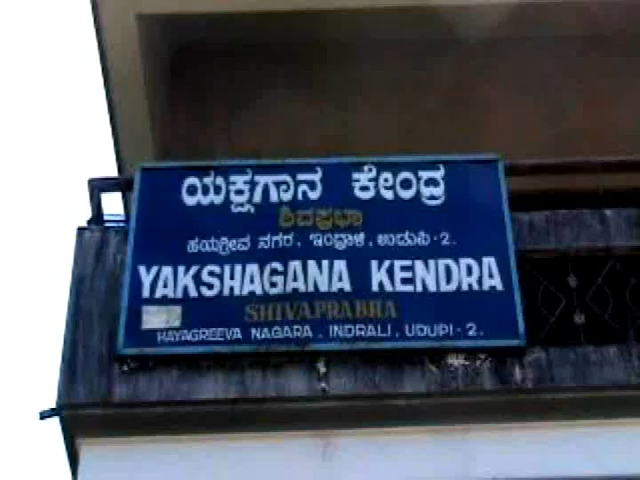 ಯಕ್ಷಗಾನ ಕೇಂದ್ರ
ಶಿವಪ್ರಭಾ
ಹಯಗ್ರೀವ ನಗರ, ಇಂದ್ರಾಳಿ, ಉಡುಪಿ-2.
YAKSHAGANA KENDRA
SHIVAPRABHA
HAYAGREEVA NAGARA, INDRALI, UDUPI-2.